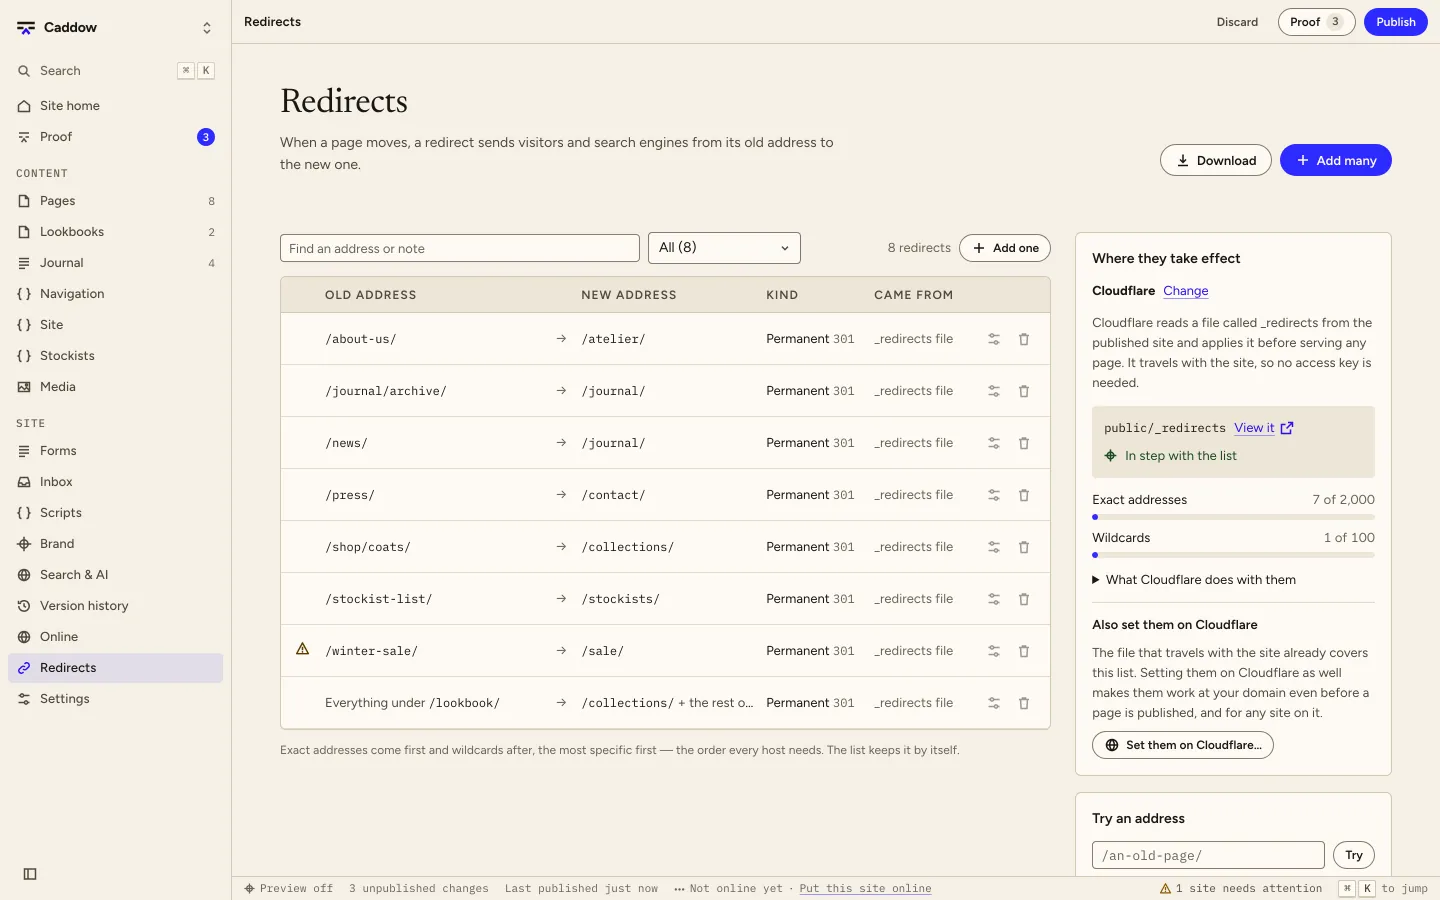 Caddow
Search ⌘ K
Site home
Proof 3
CONTENT
Pages 8
Lookbooks 2
Journal 4
Navigation
Site
Stockists
Media
SITE
Forms
Inbox
Scripts
Brand
Search & AI
Version history
Online
Redirects
Settings
Redirects
Discard
Proof 3
Publish
Redirects
When a page moves, a redirect sends visitors and search engines from its old address to
the new one.
Download
Add many
Find an address or note
All (8)
8 redirects
Add one
OLD ADDRESS NEW ADDRESS KIND CAME FROM
/about-us/ → /atelier/ Permanent 301 _redirects file
/journal/archive/ → /journal/ Permanent 301 _redirects file
/news/ → /journal/ Permanent 301 _redirects file
/press/ → /contact/ Permanent 301 _redirects file
/shop/coats/ → /collections/ Permanent 301 _redirects file
/stockist-list/ → /stockists/ Permanent 301 _redirects file
/winter-sale/ → /sale/ Permanent 301 _redirects file
Everything under /lookbook/ → /collections/ + the rest o… Permanent 301 _redirects file
Exact addresses come first and wildcards after, the most specific first — the order every host needs. The list keeps it by itself.
Where they take effect
Cloudflare Change
Cloudflare reads a file called _redirects from the
published site and applies it before serving any
page. It travels with the site, so no access key is
needed.
public/_redirects View it
In step with the list
Exact addresses 7 of 2,000
Wildcards 1 of 100
What Cloudflare does with them
Also set them on Cloudflare
The file that travels with the site already covers
this list. Setting them on Cloudflare as well
makes them work at your domain even before a
page is published, and for any site on it.
Set them on Cloudflare…
Try an address
/an-old-page/ Try
Preview off 3 unpublished changes Last published just now Not online yet · Put this site online 1 site needs attention ⌘ K to jump